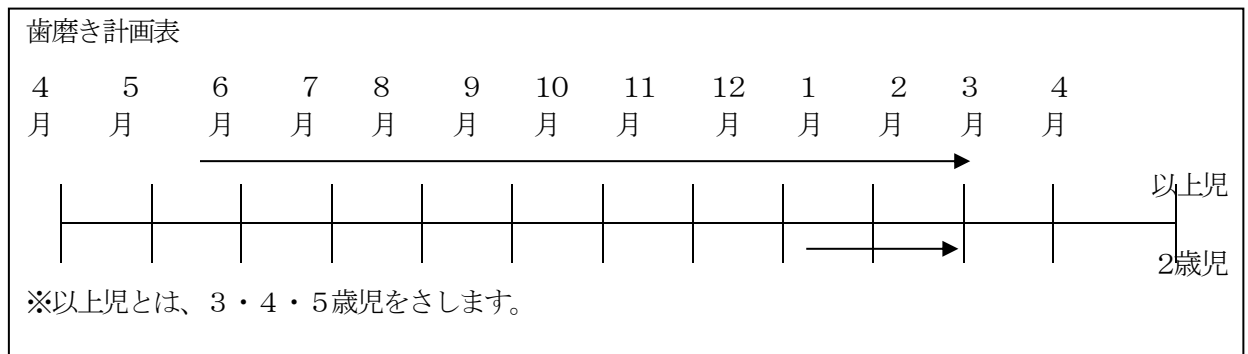 歯磨き計画表
4 5 6 7 8 9 10 11 12 1 2 3 4
月 月 月 月 月 月 月 月 月 月 月 月 月
以上児
2歳児
※以上児とは、３・４・５歳児をさします。